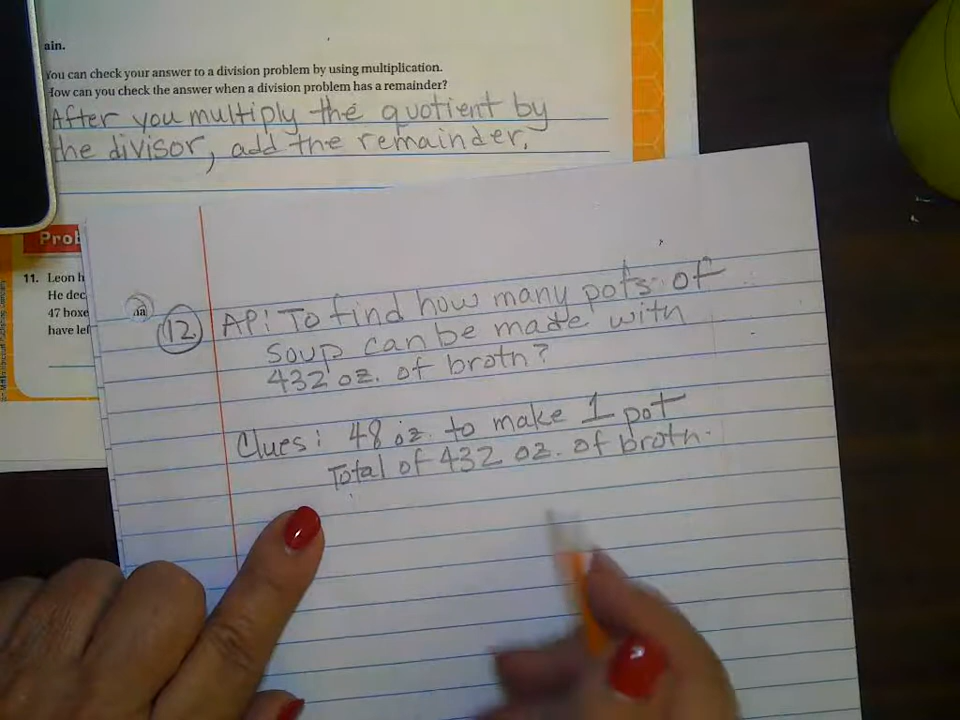 ain.
You can check your answer to a division problem by using multiplication.
How can you check the answer when a division problem has a remainder?
After you multiply the quotient by
the divisor, add the remainder.
Prob
11. Leon h
He dec
47 boxe
have lef
12. AP: To find how many pots of
soup can be made with
432 oz. of broth?
Clues: 48 oz. to make 1 pot
Total of 432 oz. of broth.